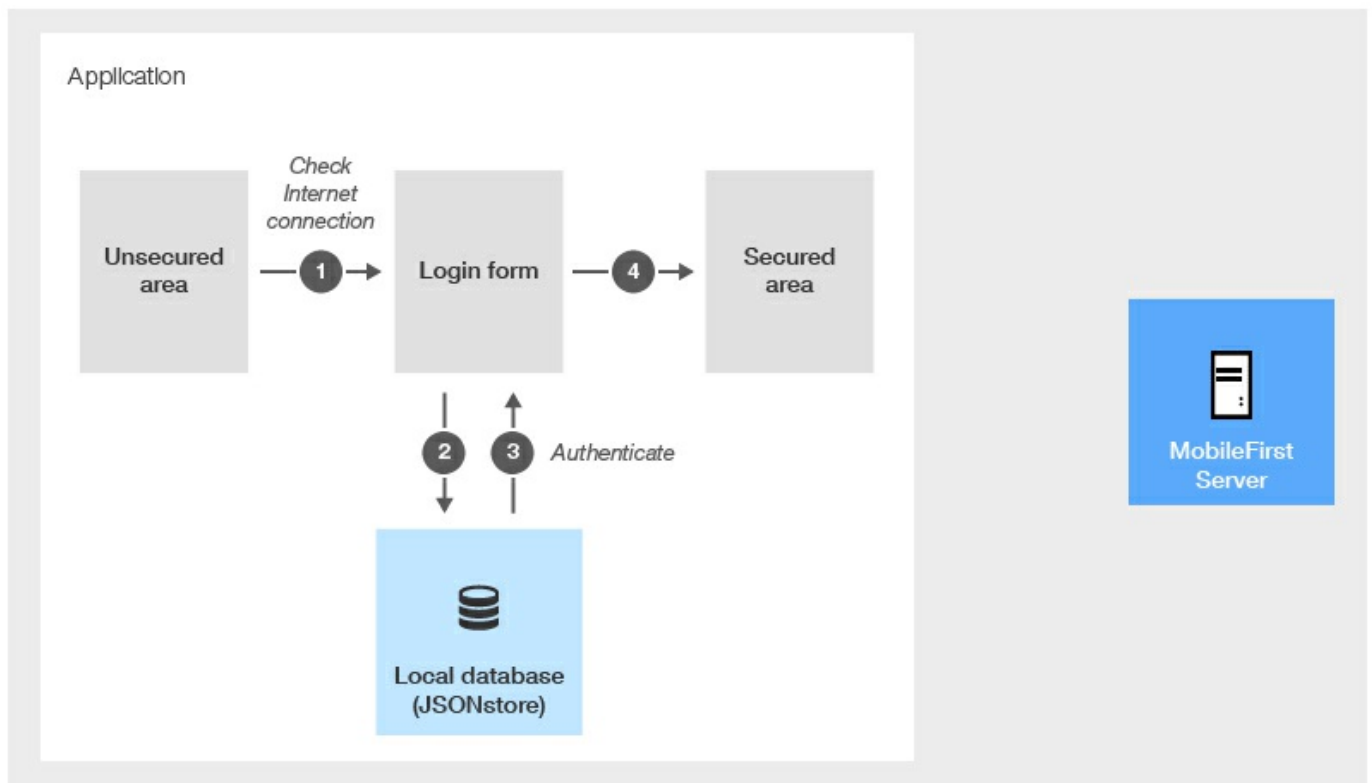 Application
Check
Internet
connection
Unsecured
area
1
Login form
4
Secured
area
2
3
Authenticate
MobileFirst
Server
Local database
(JSONstore)